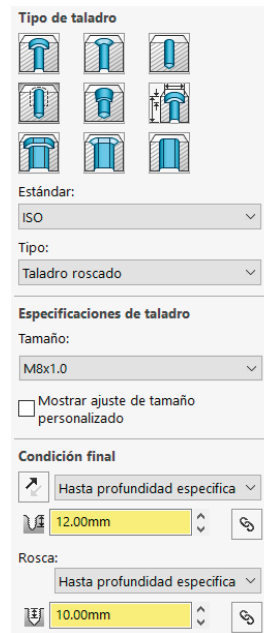 Tipo de taladro
Estándar:
ISO
Tipo:
Taladro roscado
Especificaciones de taladro
Tamaño:
M8x1.0
Mostrar ajuste de tamaño
personalizado
Condición final
Hasta profundidad especifica
12.00mm
Rosca:
Hasta profundidad especifica
10.00mm